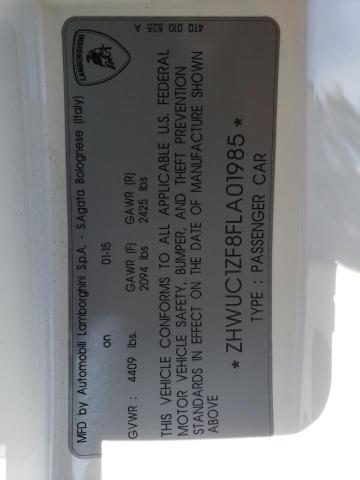 LAMBORGHINI
4T0 010 525 A
MFD by Automobili Lamborghini S.p.A. - S.Agata Bolognese (Italy)
on 01-15
GAWR (F) GAWR (R)
GVWR : 4409 lbs. 2094 lbs 2425 lbs
THIS VEHICLE CONFORMS TO ALL APPLICABLE U.S. FEDERAL
MOTOR VEHICLE SAFETY, BUMPER, AND THEFT PREVENTION
STANDARDS IN EFFECT ON THE DATE OF MANUFACTURE SHOWN
ABOVE
* ZHWUC1ZF8FLA01985 *
TYPE : PASSENGER CAR